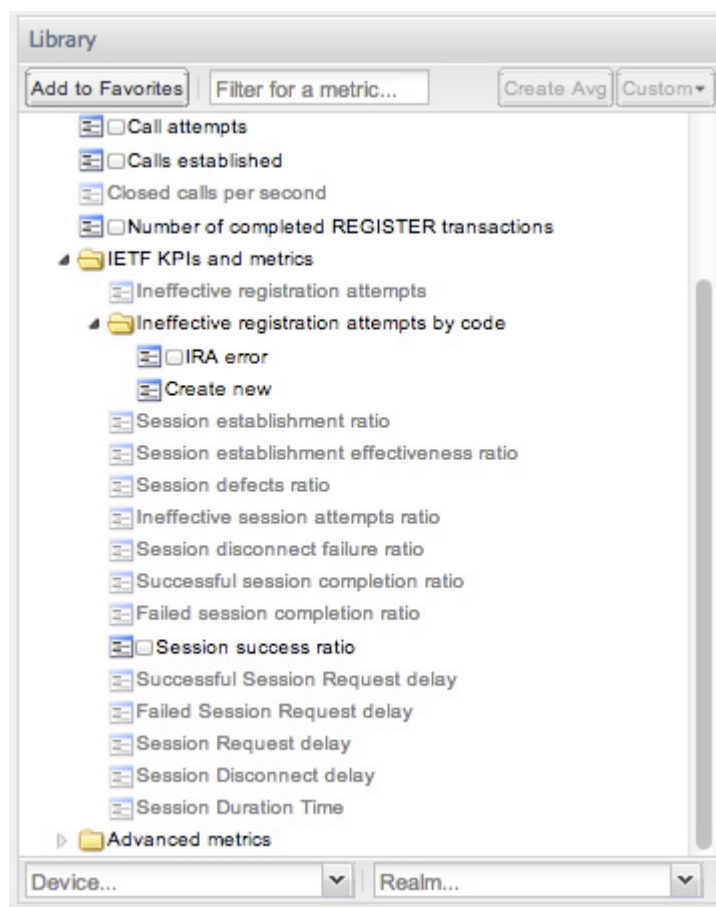 Library
Add to Favorites Filter for a metric... Create Avg Custom
Call attempts
Calls established
Closed calls per second
Number of completed REGISTER transactions
IETF KPIs and metrics
Ineffective registration attempts
Ineffective registration attempts by code
IRA error
Create new
Session establishment ratio
Session establishment effectiveness ratio
Session defects ratio
Ineffective session attempts ratio
Session disconnect failure ratio
Successful session completion ratio
Failed session completion ratio
Session success ratio
Successful Session Request delay
Failed Session Request delay
Session Request delay
Session Disconnect delay
Session Duration Time
Advanced metrics
Device... Realm...